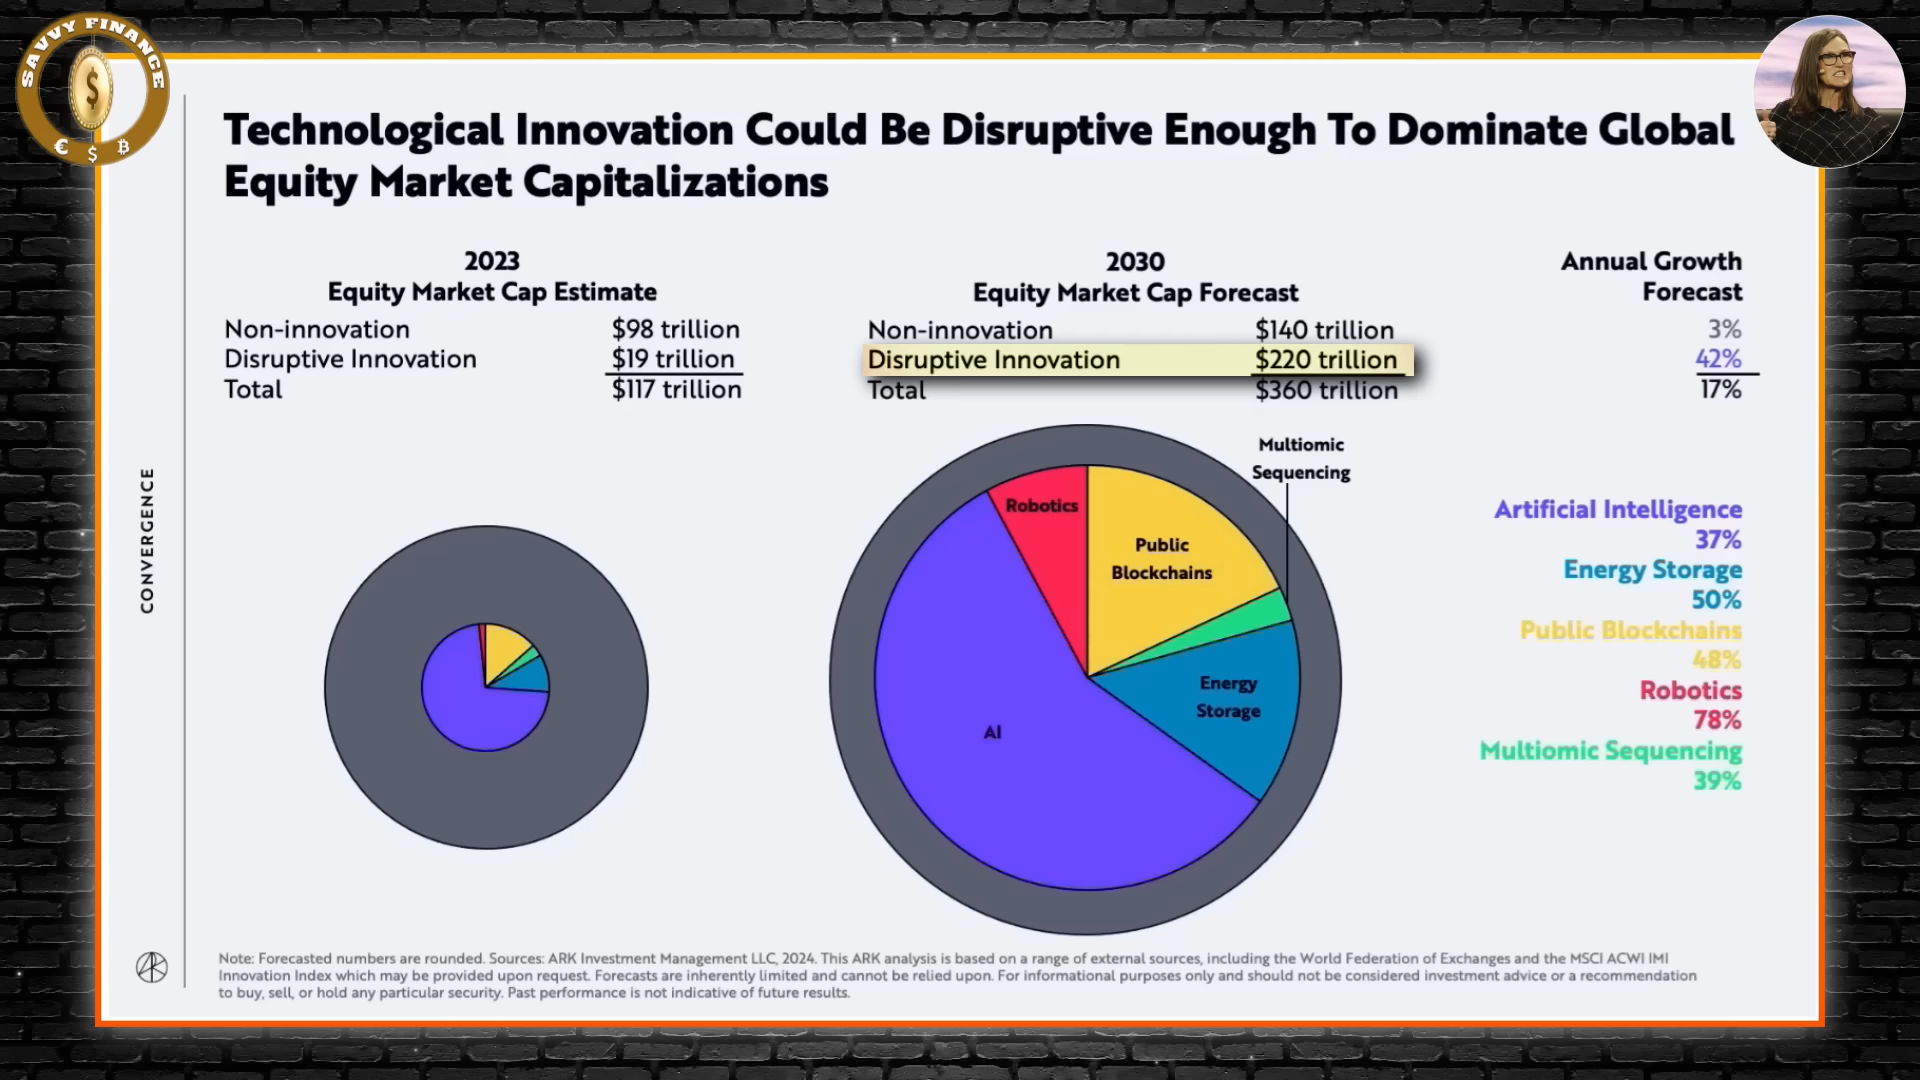 SAVVY FINANCE
€ $ ₿
$
Technological Innovation Could Be Disruptive Enough To Dominate Global
Equity Market Capitalizations
2023
Equity Market Cap Estimate
Non-innovation $98 trillion
Disruptive Innovation $19 trillion
Total $117 trillion
2030
Equity Market Cap Forecast
Non-innovation $140 trillion
Disruptive Innovation $220 trillion
Total $360 trillion
Annual Growth
Forecast
3%
42%
17%
CONVERGENCE
Multiomic
Sequencing
Robotics
Public
Blockchains
Energy
Storage
AI
Artificial Intelligence
37%
Energy Storage
50%
Public Blockchains
48%
Robotics
78%
Multiomic Sequencing
39%
Note: Forecasted numbers are rounded. Sources: ARK Investment Management LLC, 2024. This ARK analysis is based on a range of external sources, including the World Federation of Exchanges and the MSCI ACWI IMI
Innovation Index which may be provided upon request. Forecasts are inherently limited and cannot be relied upon. For informational purposes only and should not be considered investment advice or a recommendation
to buy, sell, or hold any particular security. Past performance is not indicative of future results.